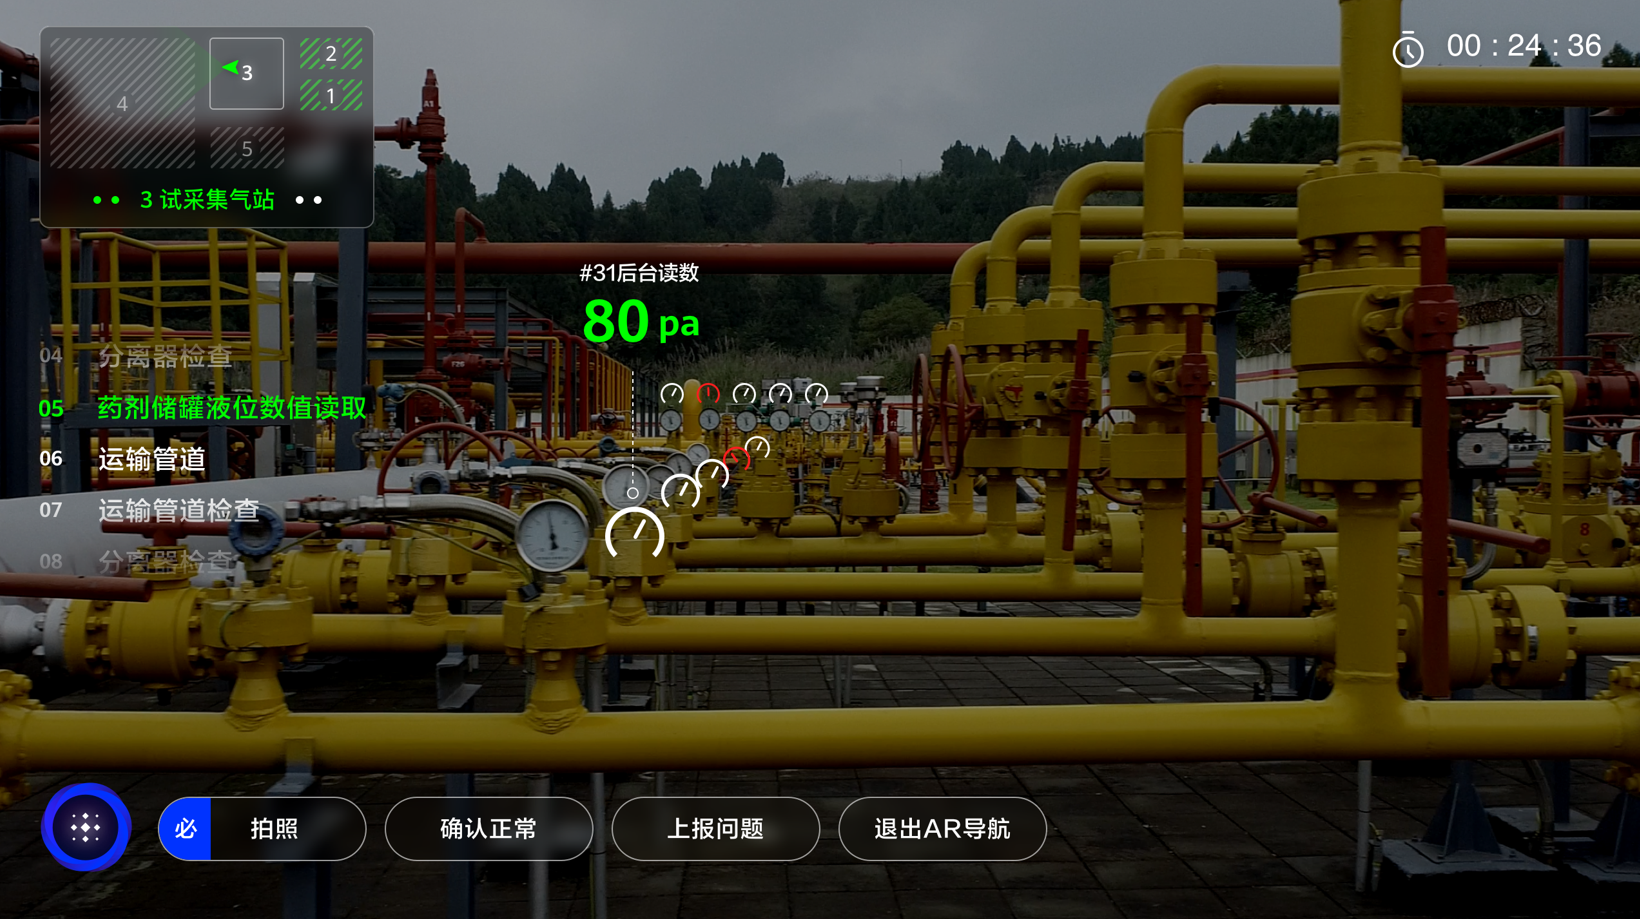 4
3
2
1
5
3 试采集气站
00 : 24 : 36
A1
#31后台读数
80 pa
04 分离器检查
05 药剂储罐液位数值读取
06 运输管道
07 运输管道检查
08 分离器检查
8
必 拍照
确认正常
上报问题
退出AR导航